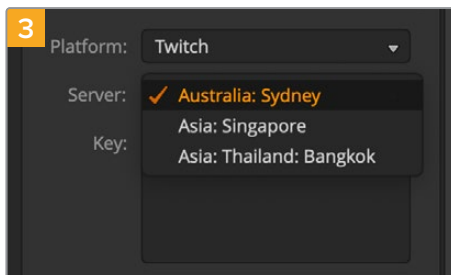 3
Platform: Twitch
Server: Australia: Sydney
Asia: Singapore
Key:
Asia: Thailand: Bangkok